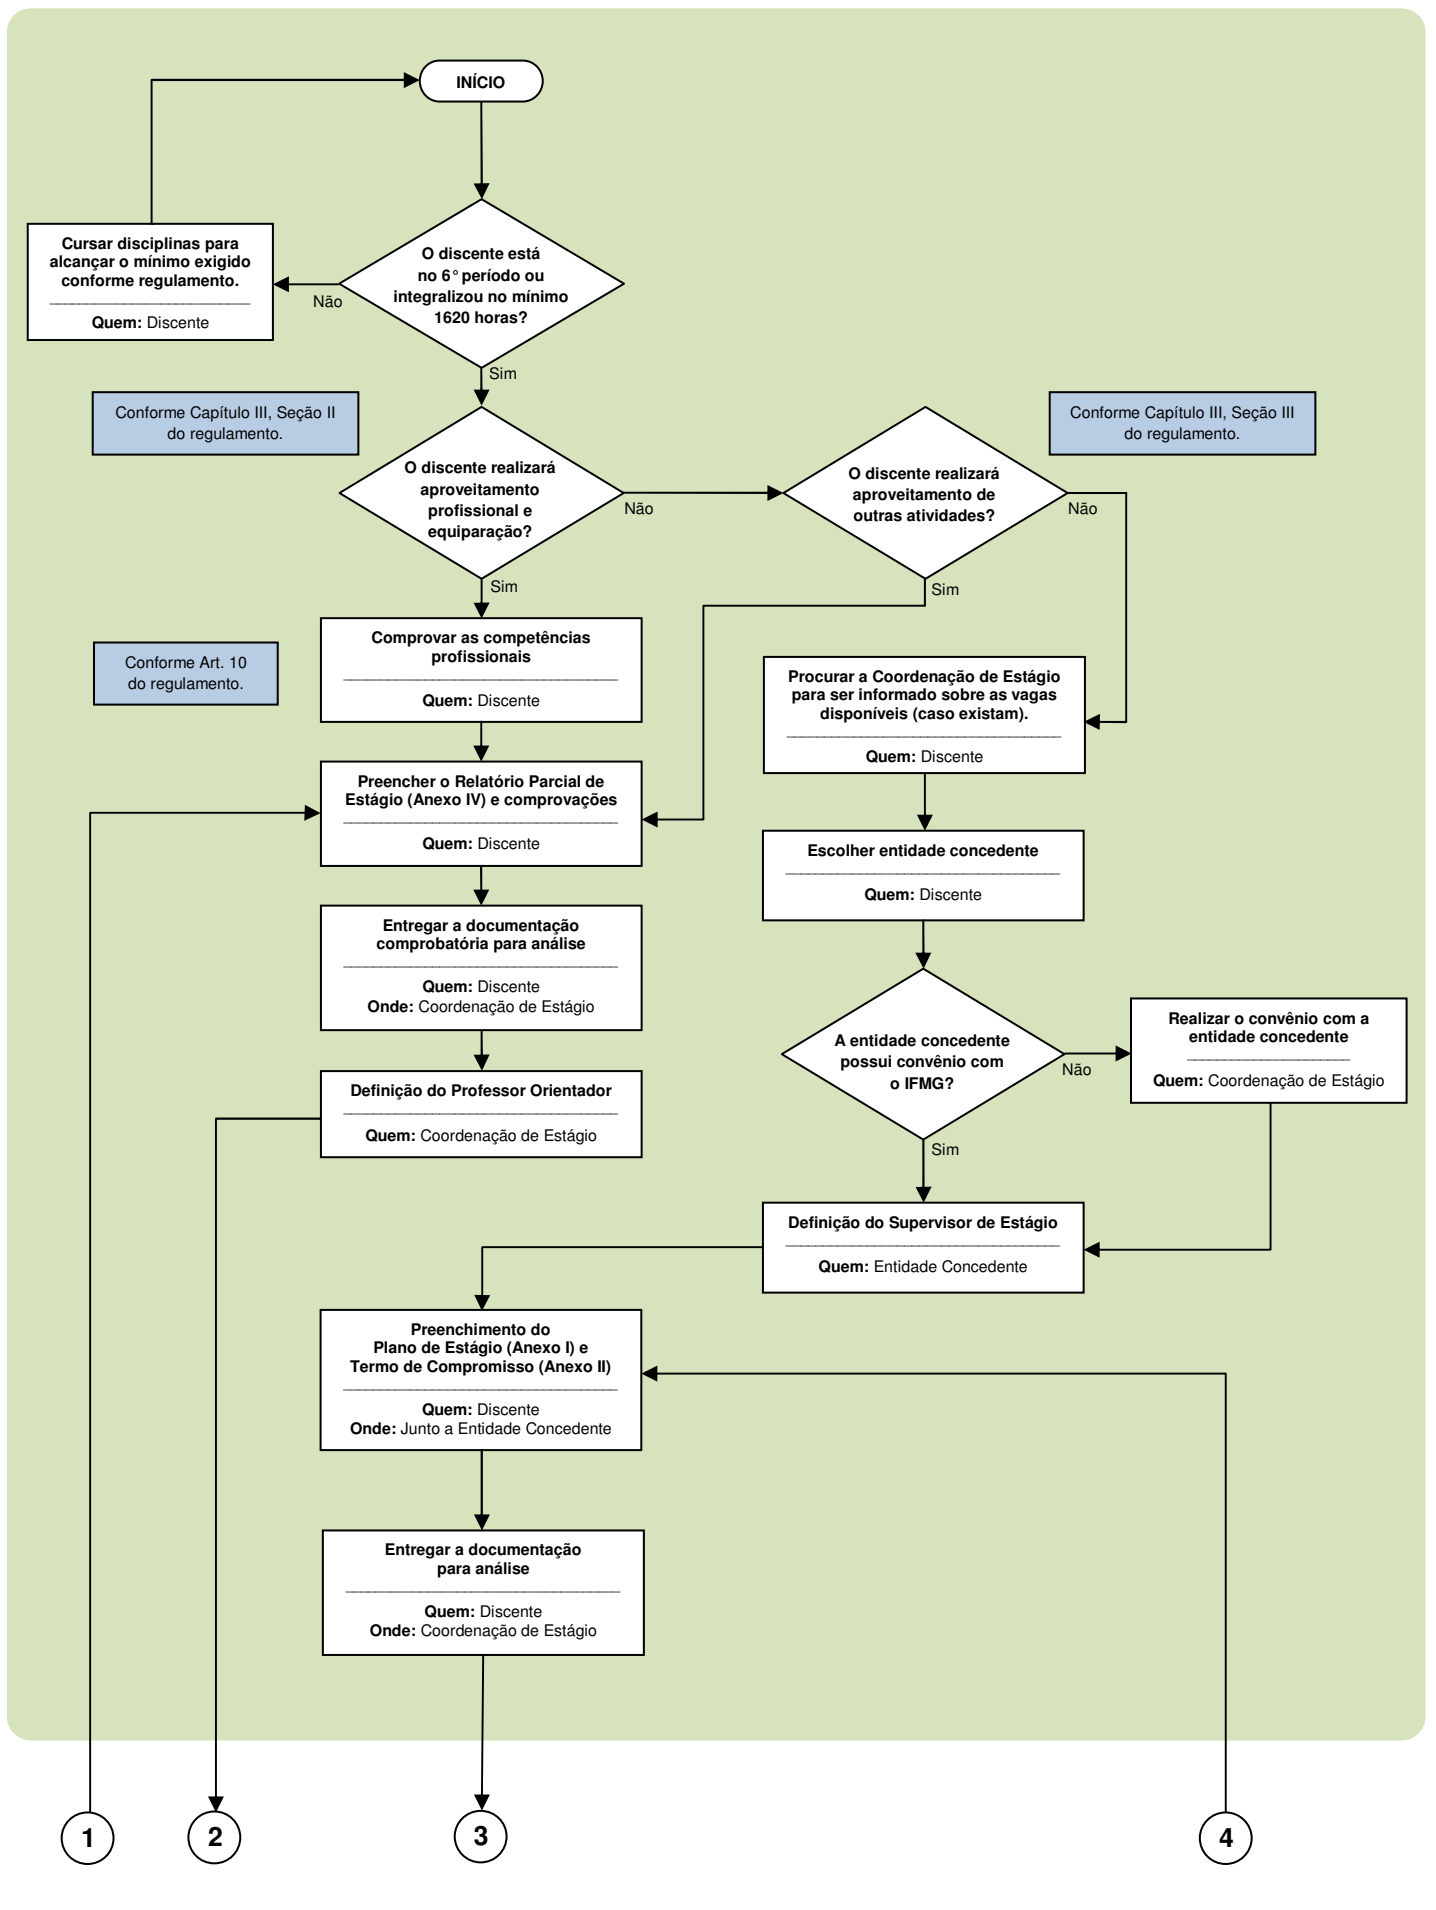 INÍCIO
O discente está
no 6° período ou
integralizou no mínimo
1620 horas?
Não
Cursar disciplinas para
alcançar o mínimo exigido
conforme regulamento.
Quem: Discente
Sim
Conforme Capítulo III, Seção II
do regulamento.
O discente realizará
aproveitamento
profissional e
equiparação?
Não
O discente realizará
aproveitamento de
outras atividades?
Conforme Capítulo III, Seção III
do regulamento.
Não
Sim
Sim
Conforme Art. 10
do regulamento.
Comprovar as competências
profissionais
Quem: Discente
Procurar a Coordenação de Estágio
para ser informado sobre as vagas
disponíveis (caso existam).
Quem: Discente
Preencher o Relatório Parcial de
Estágio (Anexo IV) e comprovações
Quem: Discente
Escolher entidade concedente
Quem: Discente
Entregar a documentação
comprobatória para análise
Quem: Discente
Onde: Coordenação de Estágio
A entidade concedente
possui convênio com
o IFMG?
Não
Realizar o convênio com a
entidade concedente
Quem: Coordenação de Estágio
Definição do Professor Orientador
Quem: Coordenação de Estágio
Sim
Definição do Supervisor de Estágio
Quem: Entidade Concedente
Preenchimento do
Plano de Estágio (Anexo I) e
Termo de Compromisso (Anexo II)
Quem: Discente
Onde: Junto a Entidade Concedente
Entregar a documentação
para análise
Quem: Discente
Onde: Coordenação de Estágio
1
2
3
4